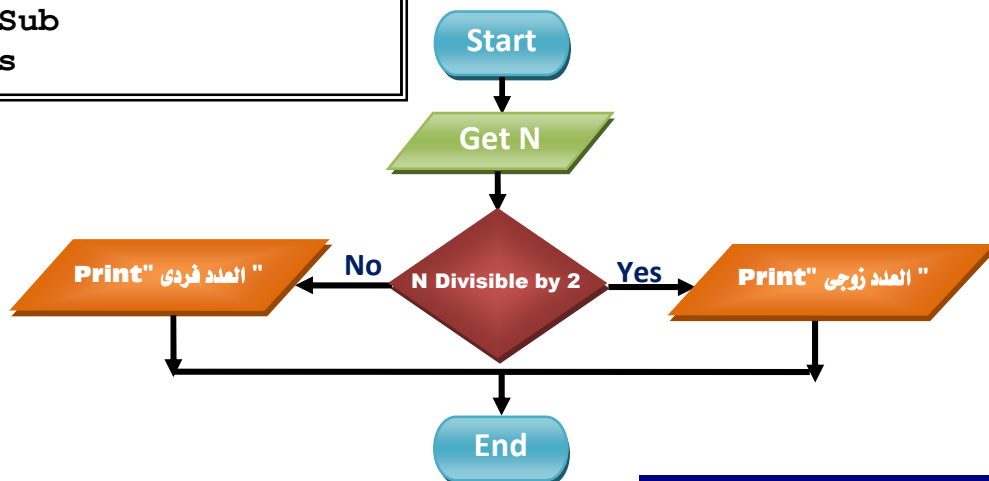 Sub
s
Start
Get N
N Divisible by 2
No
Yes
Print" العدد فردى "
Print" العدد زوجى "
End